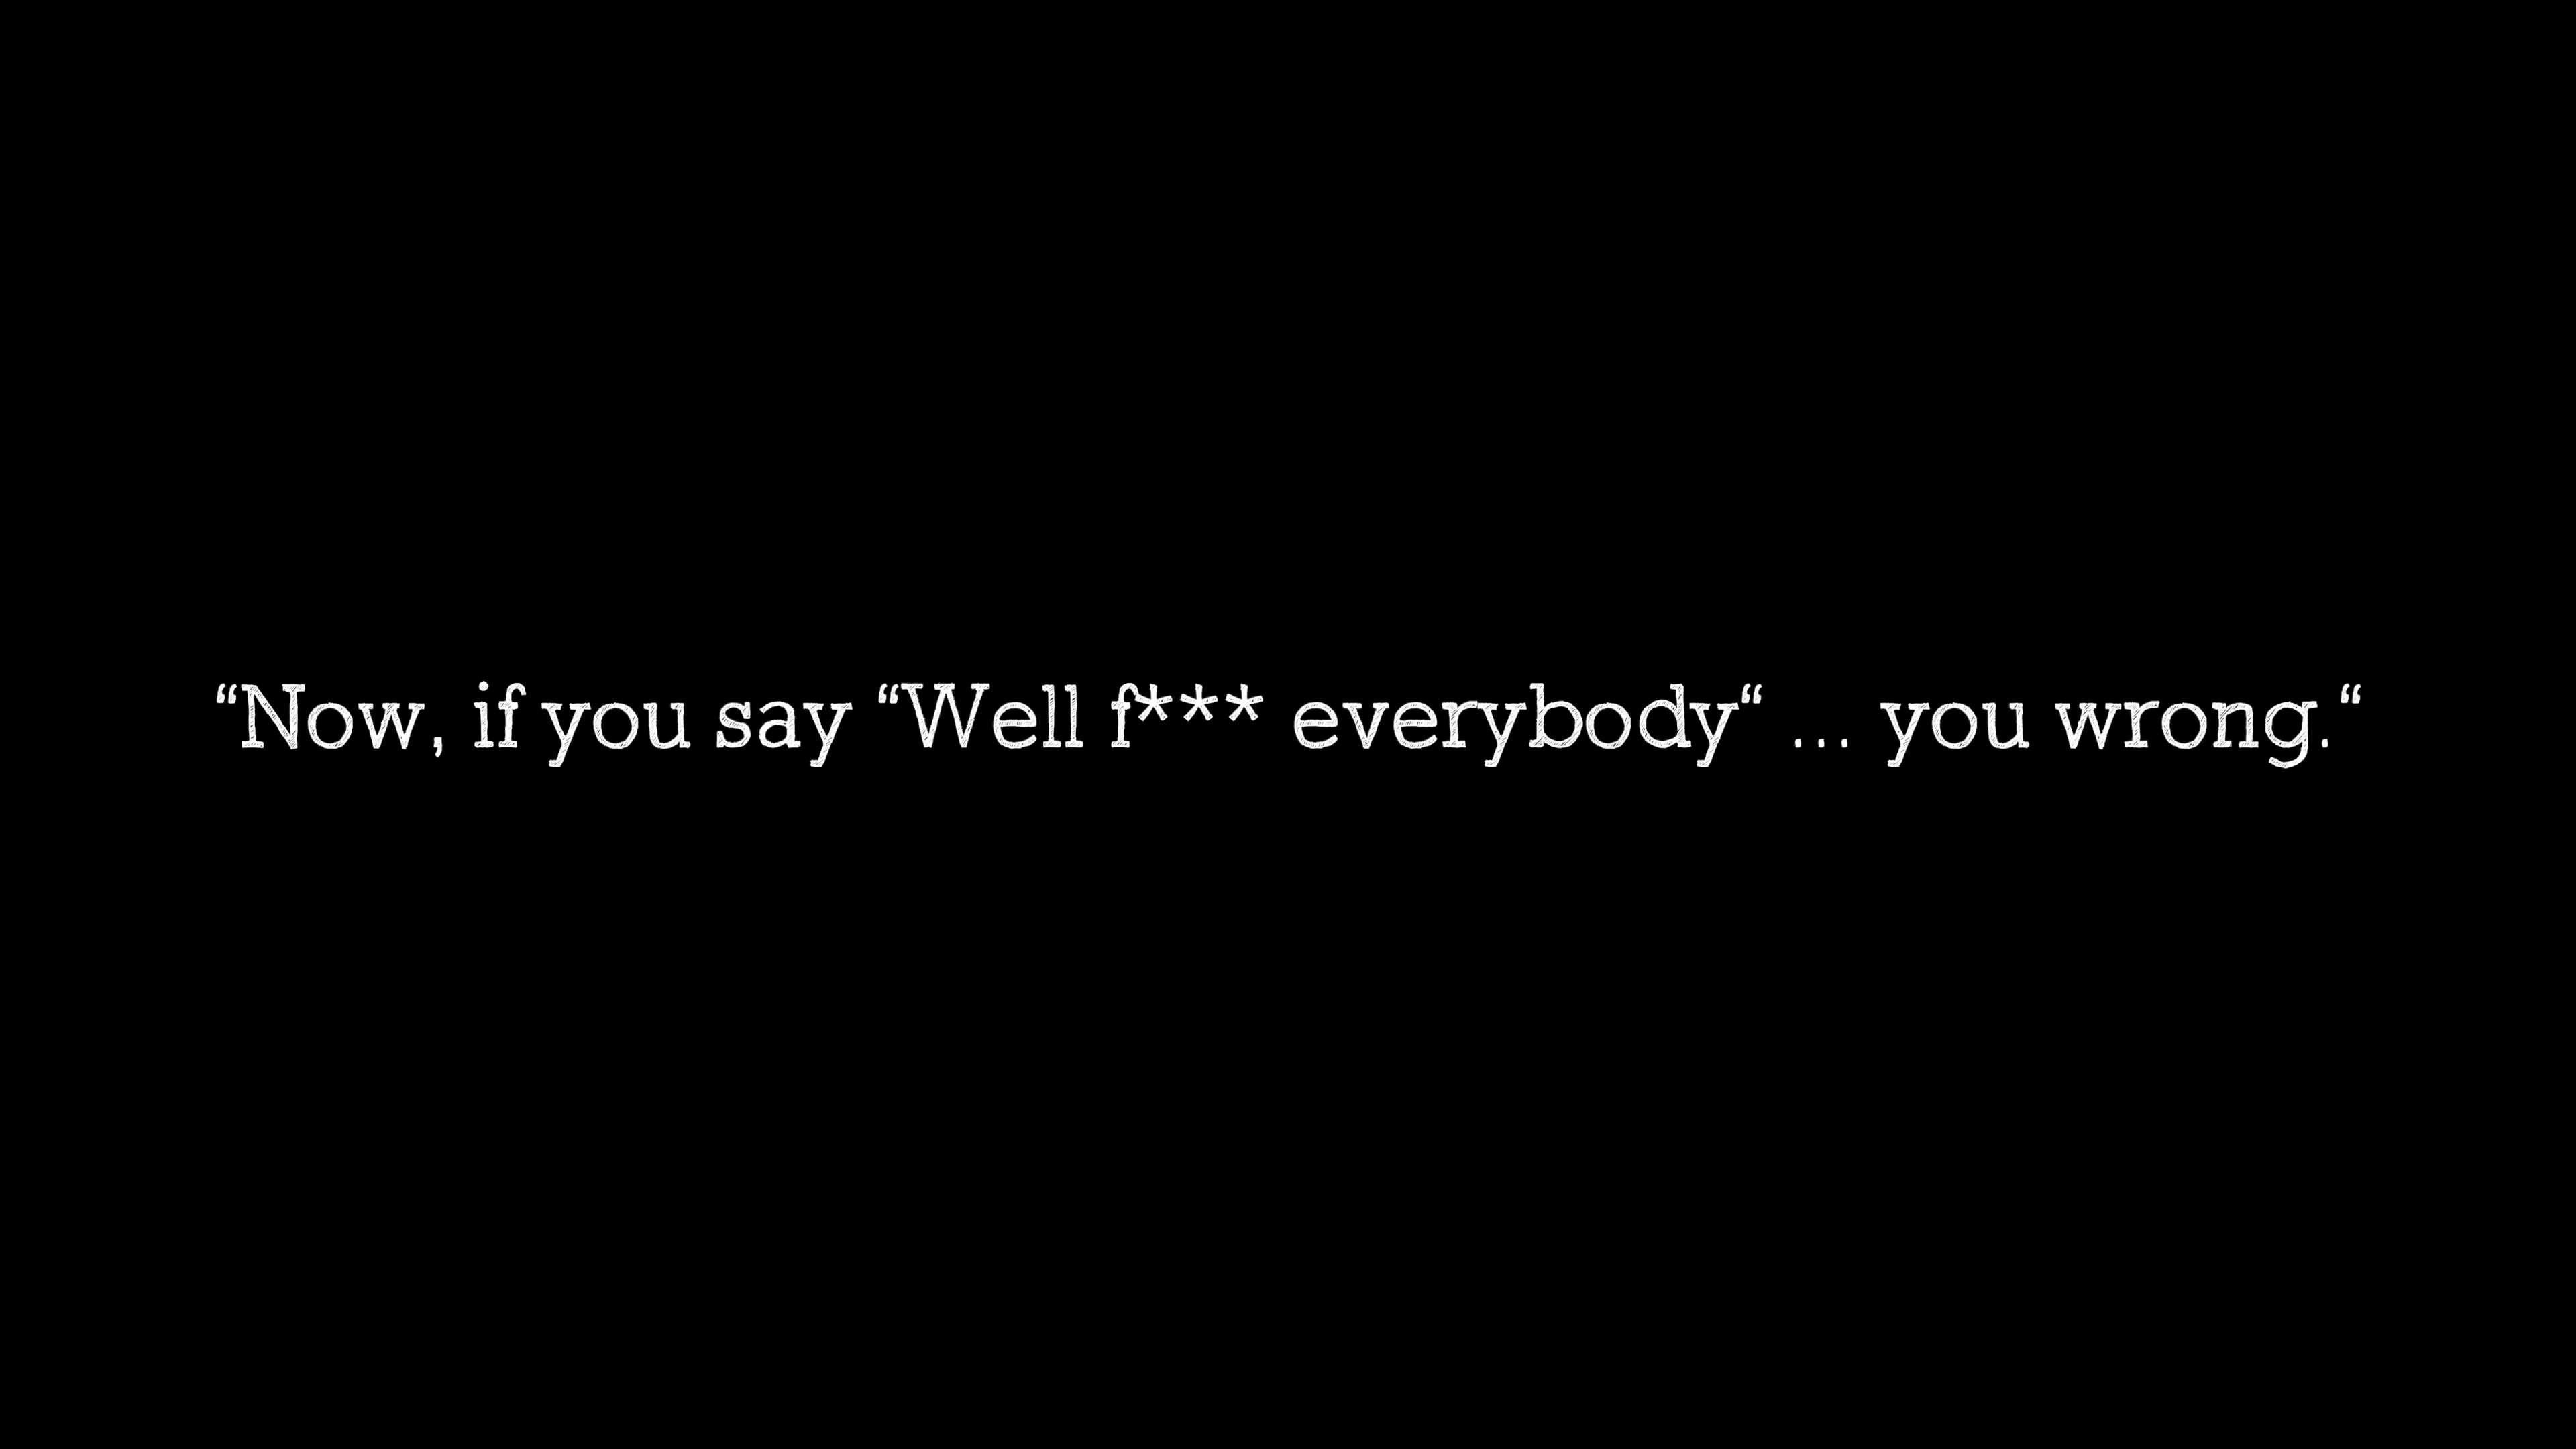 “Now, if you say “Well f*** everybody“ ... you wrong.“